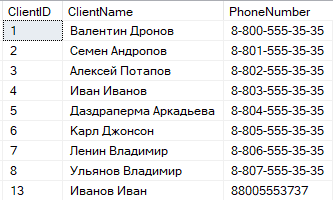 ClientID ClientName PhoneNumber
1 Валентин Дронов 8-800-555-35-35
2 Семен Андропов 8-801-555-35-35
3 Алексей Потапов 8-802-555-35-35
4 Иван Иванов 8-803-555-35-35
5 Даздраперма Аркадьева 8-804-555-35-35
6 Карл Джонсон 8-805-555-35-35
7 Ленин Владимир 8-806-555-35-35
8 Ульянов Владимир 8-807-555-35-35
13 Иванов Иван 88005553737